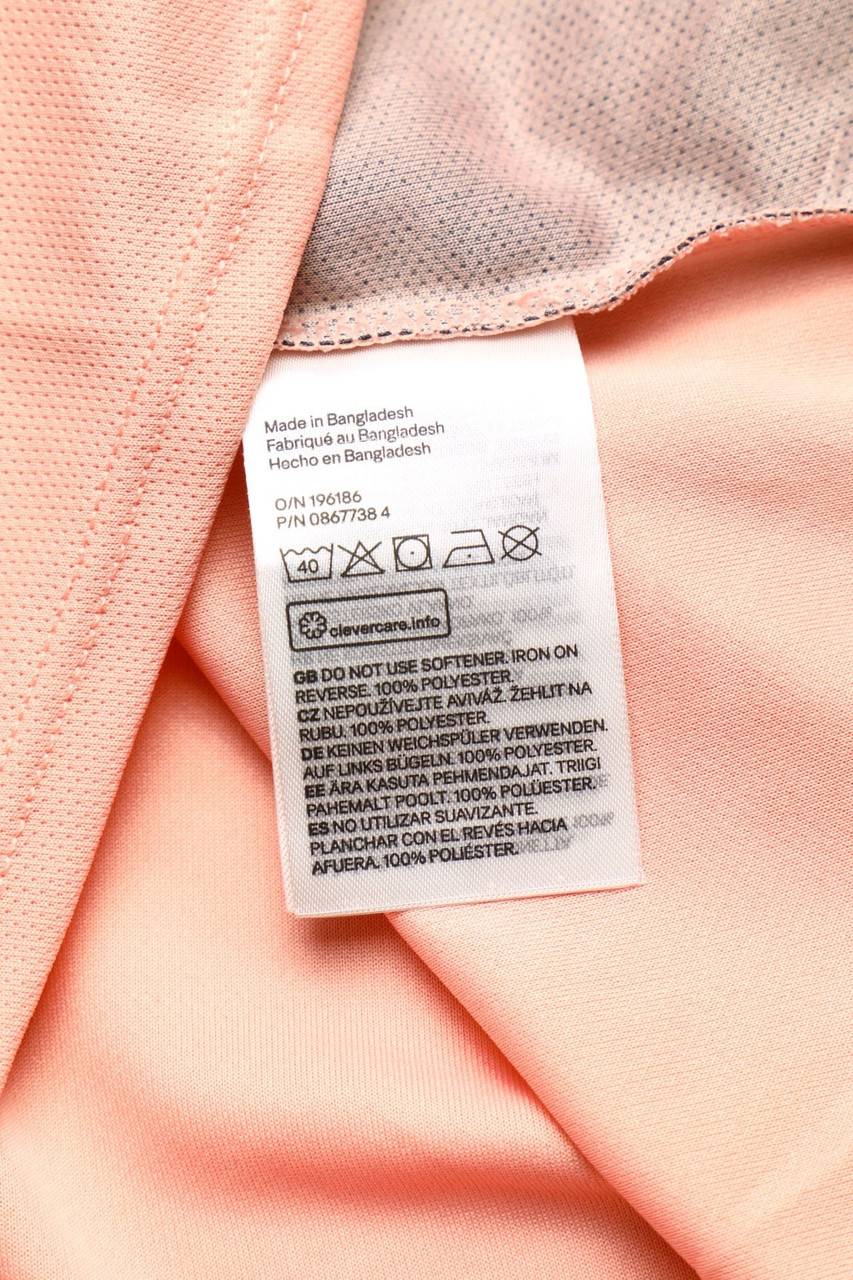 Made in Bangladesh
Fabriqué au Bangladesh
Hecho en Bangladesh
O/N 196186
P/N 0867738 4
40
clevercare.info
GB DO NOT USE SOFTENER. IRON ON
REVERSE. 100% POLYESTER.
CZ NEPOUŽÍVEJTE AVIVÁŽ. ŽEHLIT NA
RUBU. 100% POLYESTER.
DE KEINEN WEICHSPÜLER VERWENDEN.
AUF LINKS BÜGELN. 100% POLYESTER.
EE ÄRA KASUTA PEHMENDAJAT. TRIIGI
PAHEMALT POOLT. 100% POLÜESTER.
ES NO UTILIZAR SUAVIZANTE.
PLANCHAR CON EL REVÉS HACIA
AFUERA. 100% POLIÉSTER.